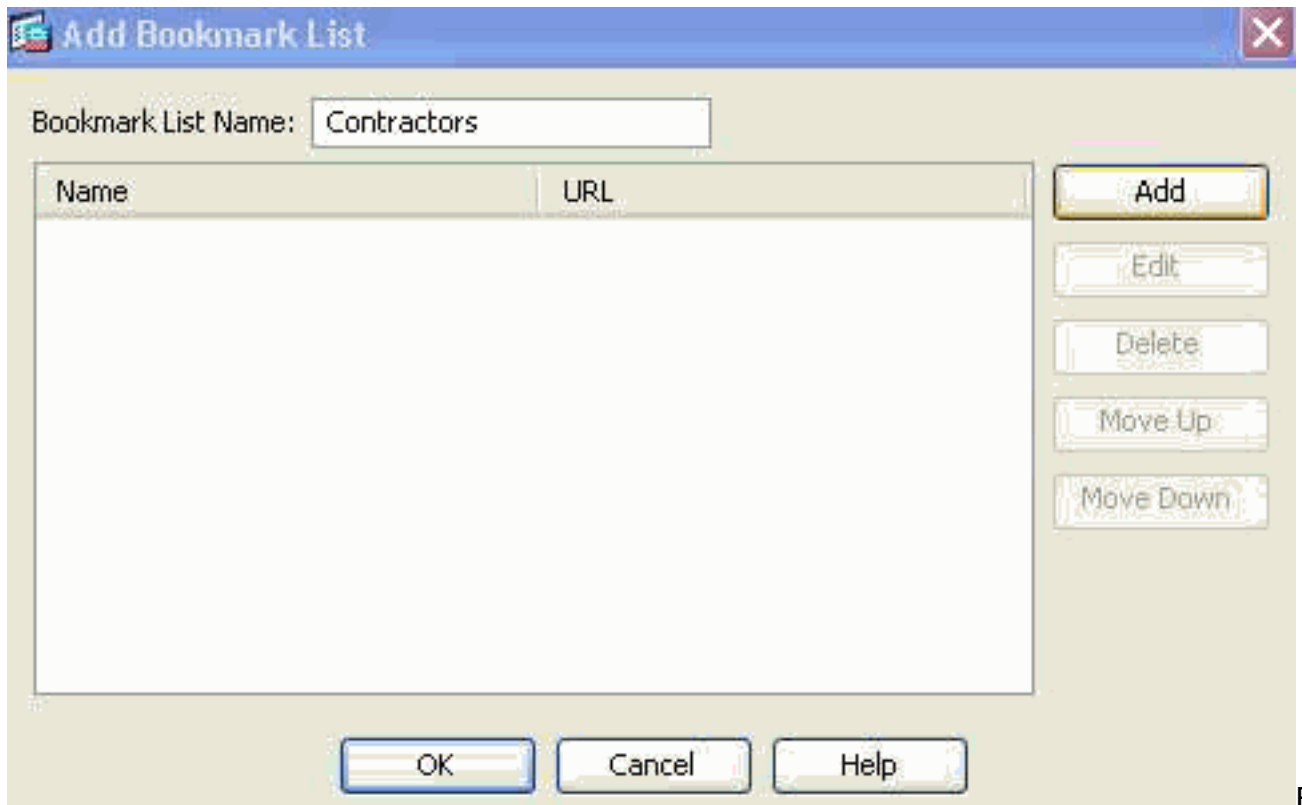 Add Bookmark List
Bookmark List Name: Contractors
Name URL
Add
Edit
Delete
Move Up
Move Down
OK Cancel Help